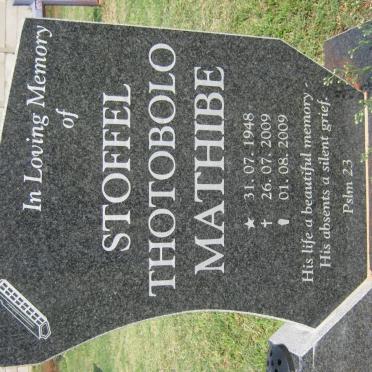 In Loving Memory
of
STOFFEL
THOTOBOLO
MATHIBE
★ 31. 07. 1948
✝ 26. 07. 2009
⚰ 01. 08. 2009
His life a beautiful memory.
His absents a silent grief.
Pslm 23